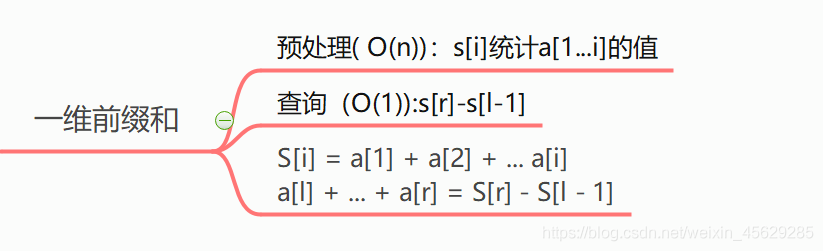 预处理( O(n))：s[i]统计a[1...i]的值
一维前缀和
查询（O(1)):s[r]-s[l-1]
S[i] = a[1] + a[2] + ... a[i]
a[l] + ... + a[r] = S[r] - S[l - 1]
https://blog.csdn.net/weixin_45629285